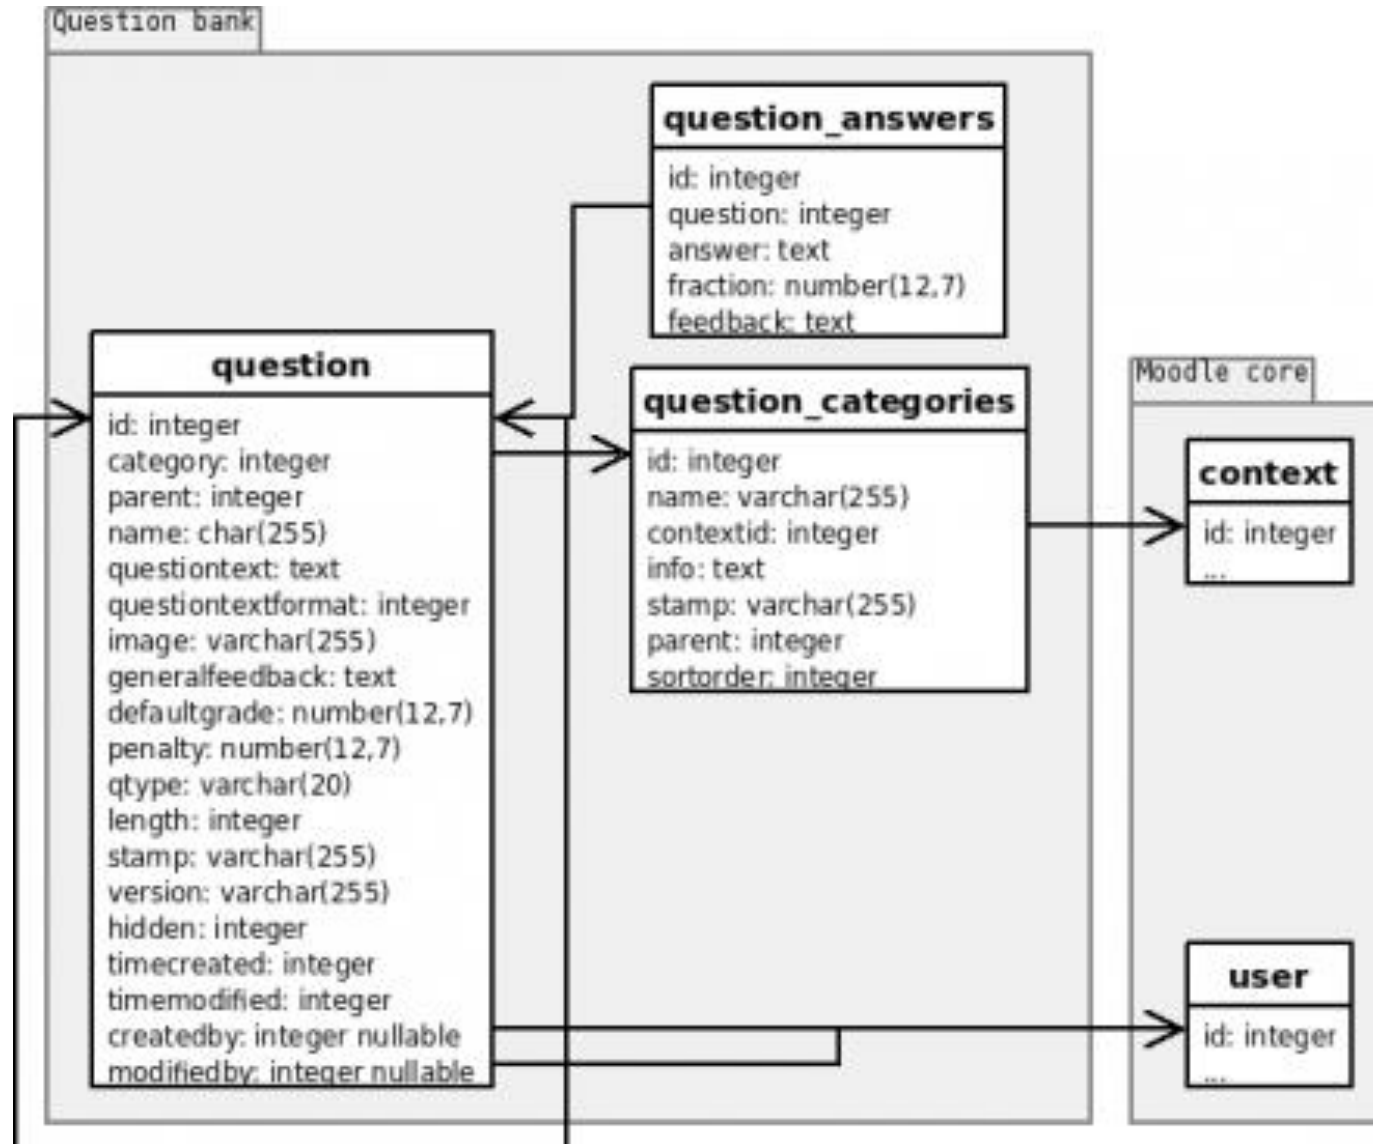 Question bank
question_answers
id: integer
question: integer
answer: text
fraction: number(12,7)
feedback: text
question
id: integer
category: integer
parent: integer
name: char(255)
questiontext: text
questiontextformat: integer
image: varchar(255)
generalfeedback: text
defaultgrade: number(12,7)
penalty: number(12,7)
qtype: varchar(20)
length: integer
stamp: varchar(255)
version: varchar(255)
hidden: integer
timecreated: integer
timemodified: integer
createdby: integer nullable
modifiedby: integer nullable
question_categories
id: integer
name: varchar(255)
contextid: integer
info: text
stamp: varchar(255)
parent: integer
sortorder: integer
Moodle core
context
id: integer
...
user
id: integer
...